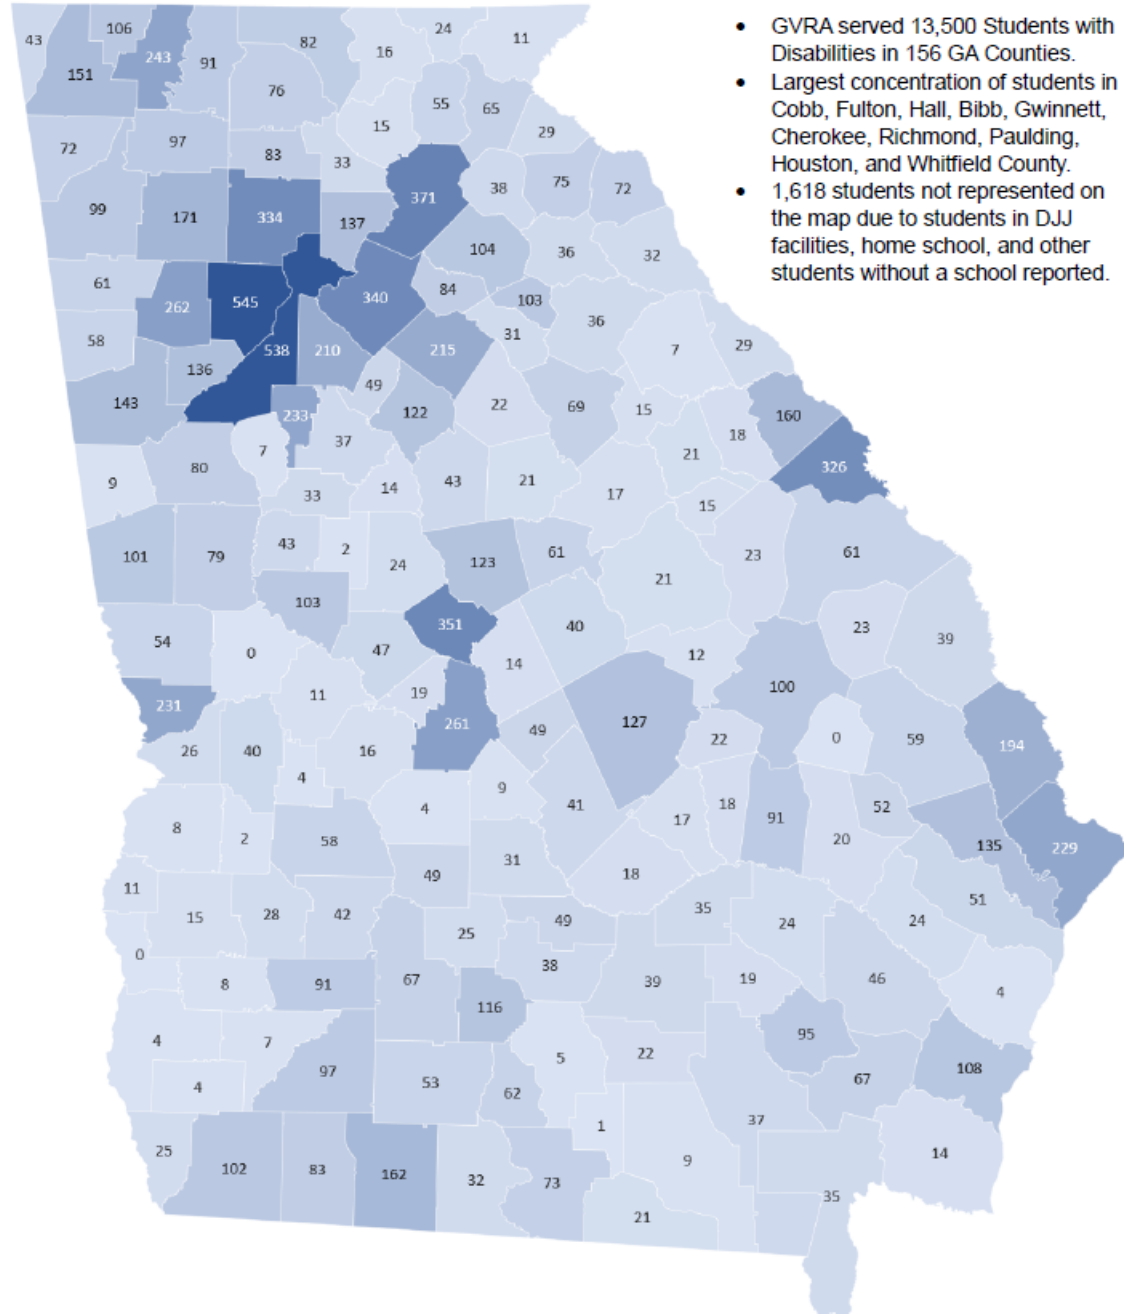 • GVRA served 13,500 Students with
Disabilities in 156 GA Counties.
• Largest concentration of students in
Cobb, Fulton, Hall, Bibb, Gwinnett,
Cherokee, Richmond, Paulding,
Houston, and Whitfield County.
• 1,618 students not represented on
the map due to students in DJJ
facilities, home school, and other
students without a school reported.
43 106 243 91 82 16 24 11
151 76 55 65
15 29
72 97 83 33
371 38 75 72
99 171 334 137
104 36 32
61 262 545 340 84 103
36
58 538 210 215 31 7 29
136
143 49
233 122 22 69 15 160
37 18
7 21 326
9 80 43 21
33 14 17 15
101 79 43 2 24 123 61 21 23 61
103
351 40 23 39
54 0 47 14 12
231 11 19 100
261 127
26 40 16 49 22 0 59 194
4 9
8 2 58 4 41 17 18 91 20 52
31 135 229
49 18
11 15 28 42 35 51
25 49 24 24
0 38
8 91 67 39 19 46 4
116
4 7 95
97 5 22
4 53 62 67 108
1 37
25 102 83 162 32 73 9 14
35
21